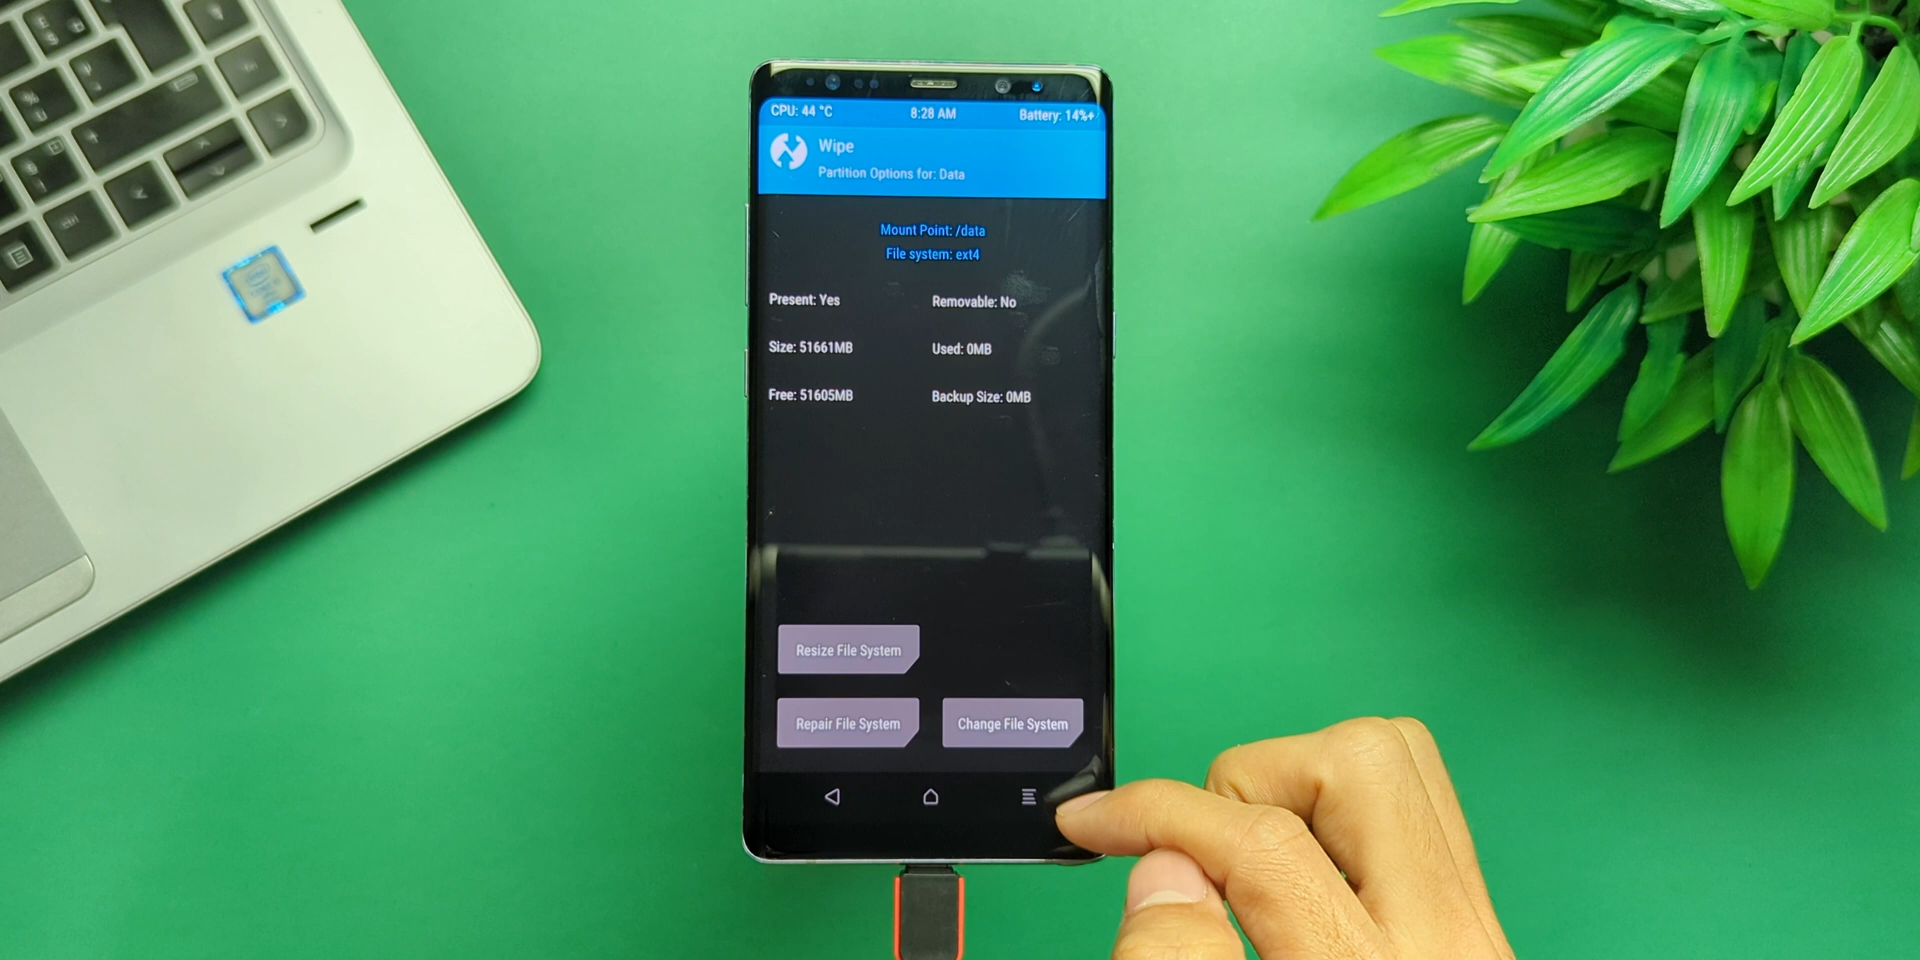 CPU: 44 °C
8:28 AM
Battery: 14%+
Wipe
Partition Options for: Data
Mount Point: /data
File system: ext4
Present: Yes
Removable: No
Size: 51661MB
Used: 0MB
Free: 51605MB
Backup Size: 0MB
Resize File System
Repair File System
Change File System